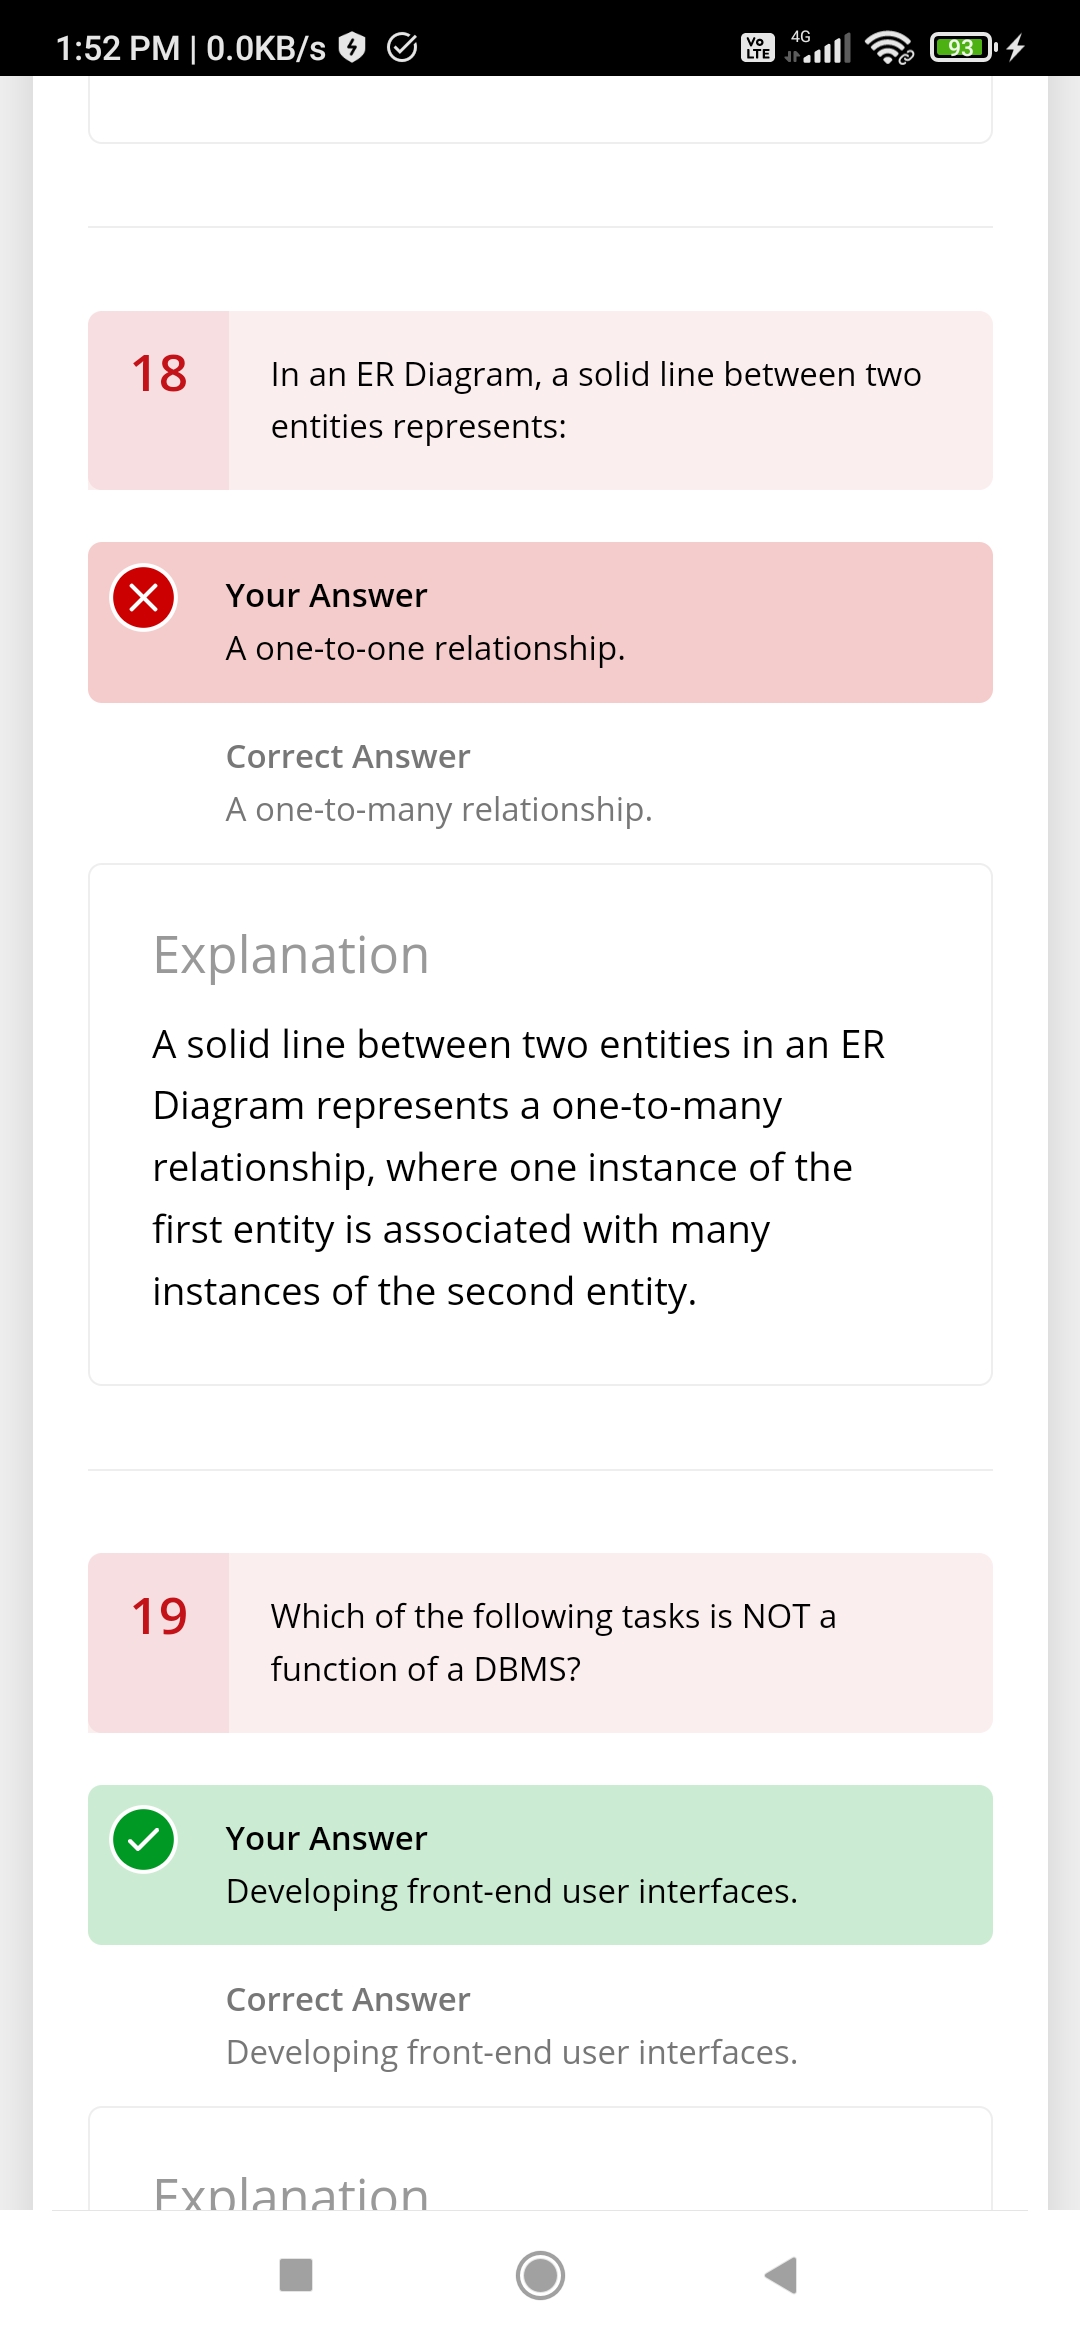 1:52 PM | 0.0KB/s
Vo LTE 4G 93
18
In an ER Diagram, a solid line between two
entities represents:
Your Answer
A one-to-one relationship.
Correct Answer
A one-to-many relationship.
Explanation
A solid line between two entities in an ER
Diagram represents a one-to-many
relationship, where one instance of the
first entity is associated with many
instances of the second entity.
19
Which of the following tasks is NOT a
function of a DBMS?
Your Answer
Developing front-end user interfaces.
Correct Answer
Developing front-end user interfaces.
Explanation